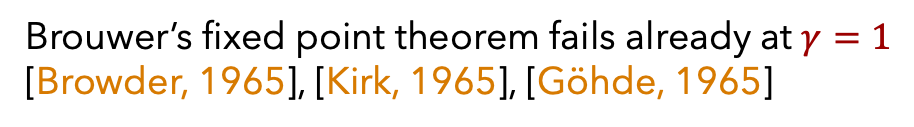 Brouwer’s fixed point theorem fails already at γ = 1
[Browder, 1965], [Kirk, 1965], [Göhde, 1965]